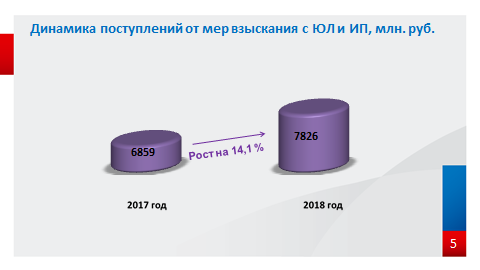 Динамика поступлений от мер взыскания с ЮЛ и ИП, млн. руб.
6859
Рост на 14,1 %
7826
2017 год
2018 год
5